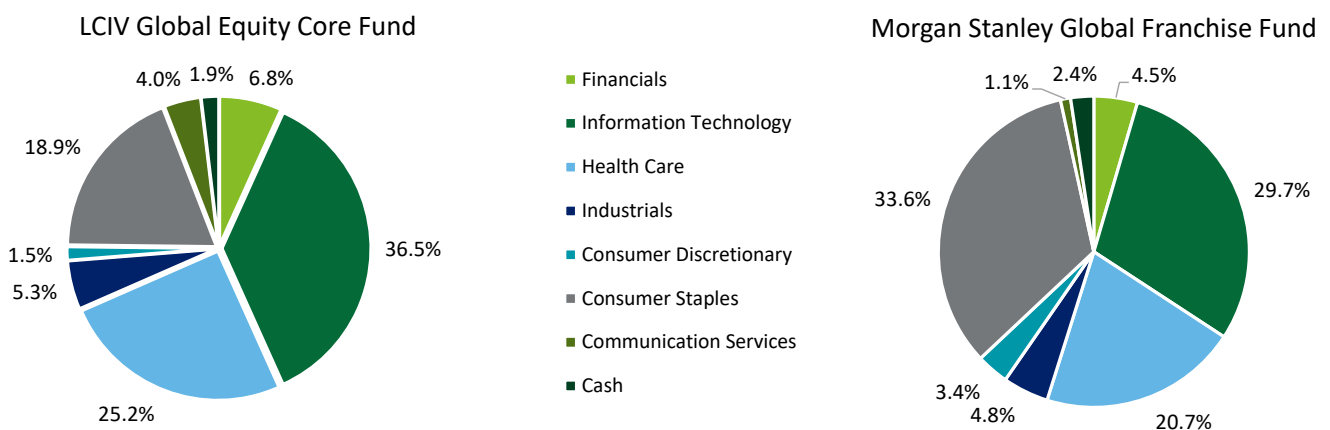 LCIV Global Equity Core Fund
4.0%
1.9%
6.8%
18.9%
36.5%
1.5%
5.3%
25.2%
Financials
Information Technology
Health Care
Industrials
Consumer Discretionary
Consumer Staples
Communication Services
Cash
Morgan Stanley Global Franchise Fund
1.1%
2.4%
4.5%
33.6%
29.7%
3.4%
4.8%
20.7%